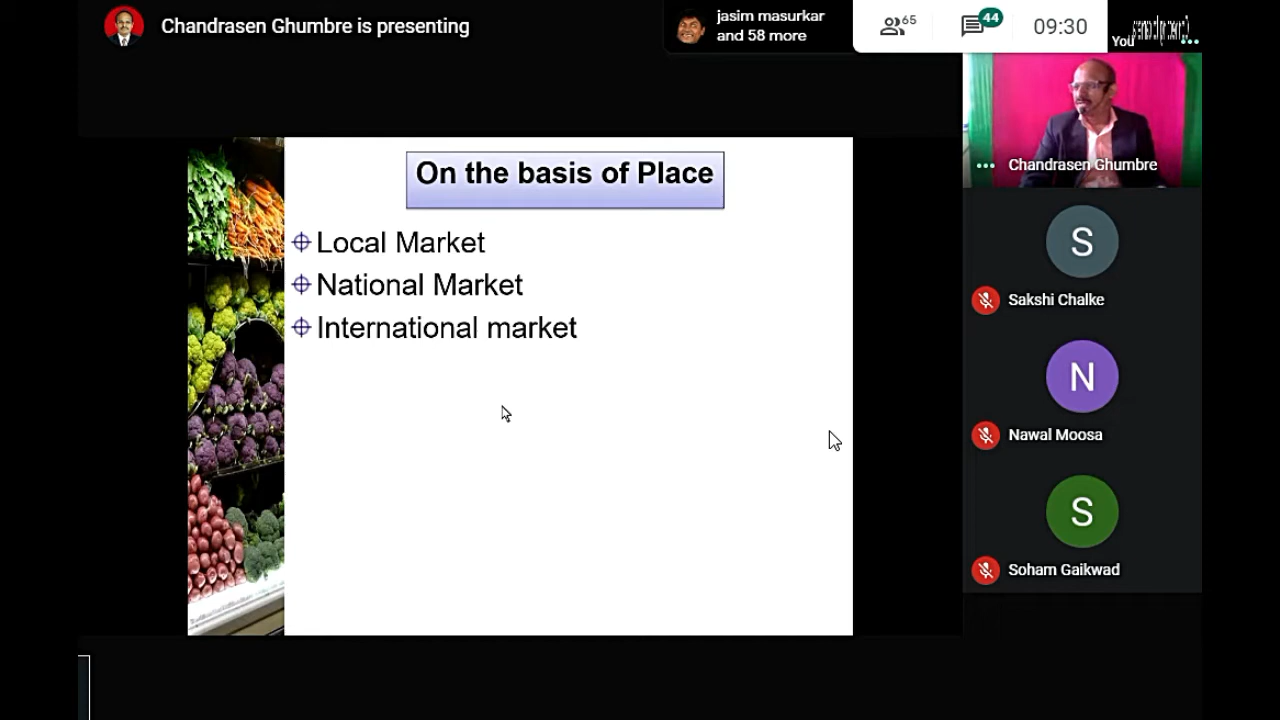 Chandrasen Ghumbre is presenting
jasim masurkar
and 58 more
65
44
09:30
You
Chandrasen Ghumbre
On the basis of Place
Local Market
National Market
International market
S
Sakshi Chalke
N
Nawal Moosa
S
Soham Gaikwad